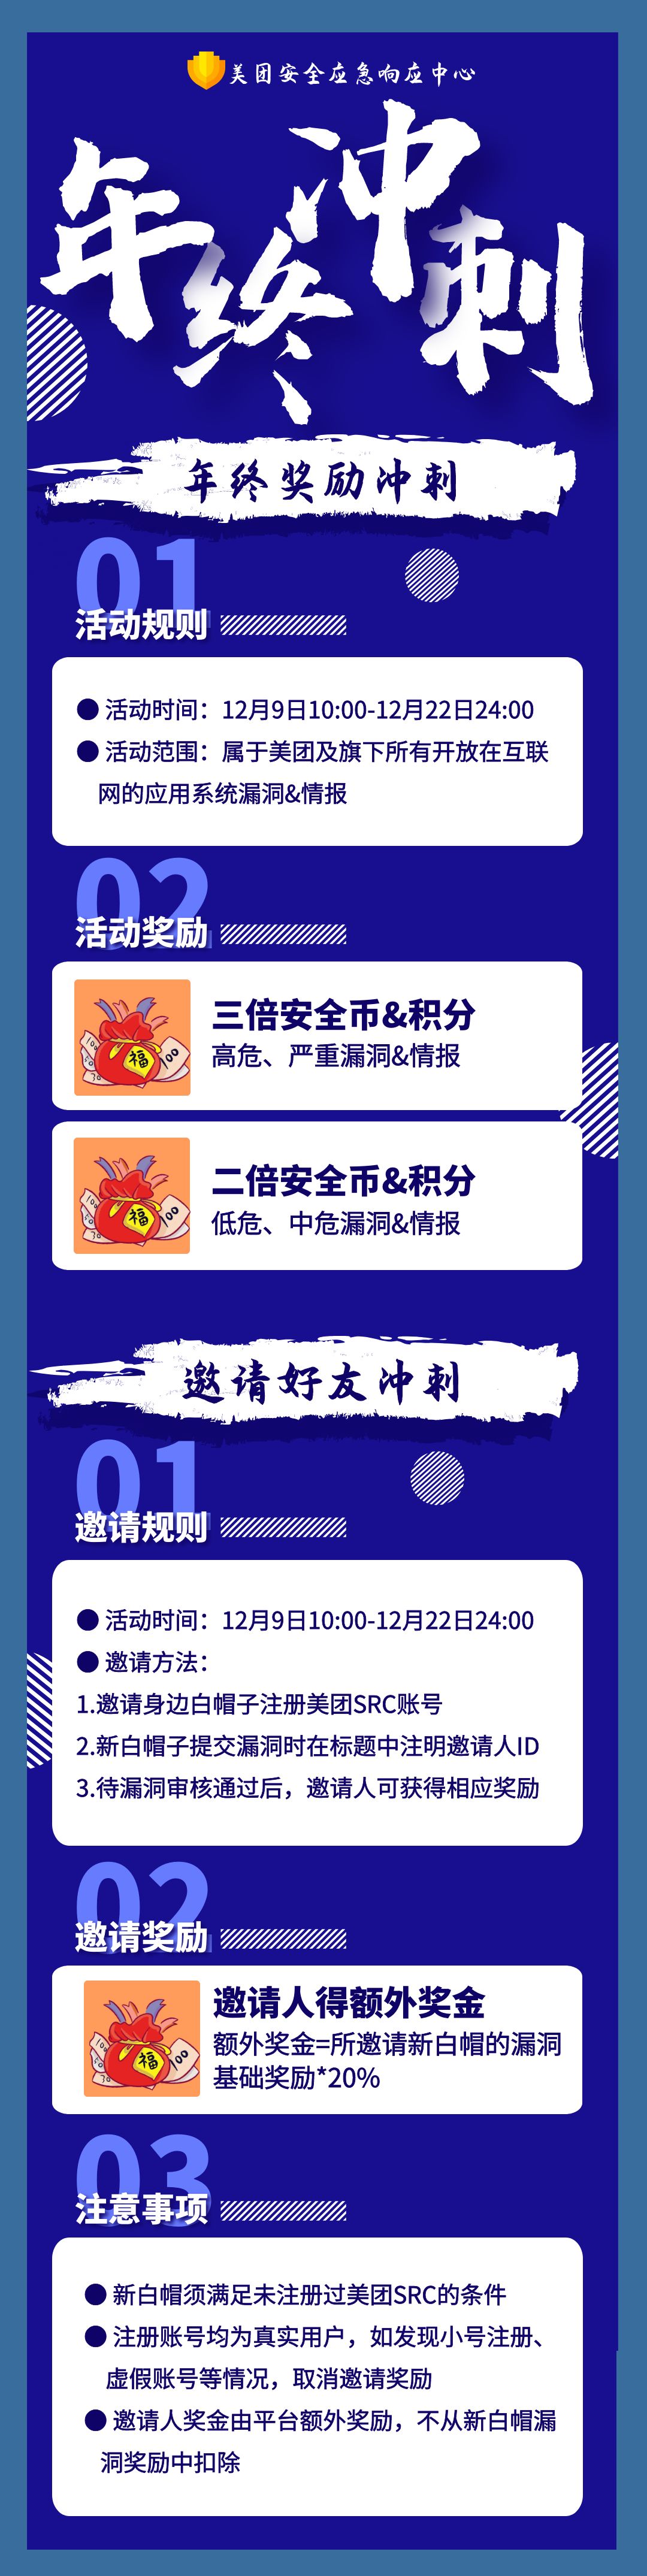 美团安全应急响应中心
年终冲刺
年终奖励冲刺
01
活动规则
● 活动时间：12月9日10:00-12月22日24:00
● 活动范围：属于美团及旗下所有开放在互联
网的应用系统漏洞&情报
02
活动奖励
福
100
三倍安全币&积分
高危、严重漏洞&情报
福
100
二倍安全币&积分
低危、中危漏洞&情报
邀请好友冲刺
01
邀请规则
● 活动时间：12月9日10:00-12月22日24:00
● 邀请方法：
1.邀请身边白帽子注册美团SRC账号
2.新白帽子提交漏洞时在标题中注明邀请人ID
3.待漏洞审核通过后，邀请人可获得相应奖励
02
邀请奖励
福
100
邀请人得额外奖金
额外奖金=所邀请新白帽的漏洞
基础奖励*20%
03
注意事项
● 新白帽须满足未注册过美团SRC的条件
● 注册账号均为真实用户，如发现小号注册、
虚假账号等情况，取消邀请奖励
● 邀请人奖金由平台额外奖励，不从新白帽漏
洞奖励中扣除